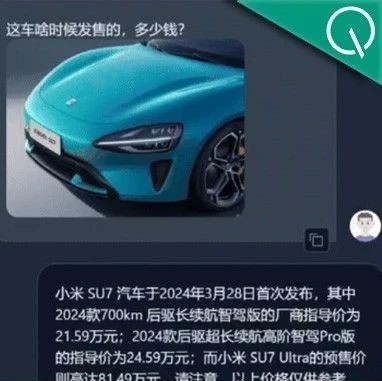 这车啥时候发售的，多少钱？
小米 SU7 汽车于2024年3月28日首次发布，其中
2024款700km 后驱长续航智驾版的厂商指导价为
21.59万元；2024款后驱超长续航高阶智驾Pro版
的指导价为24.59万元；而小米 SU7 Ultra的预售价
则高达81.49万元。请注意，以上价格仅供参考